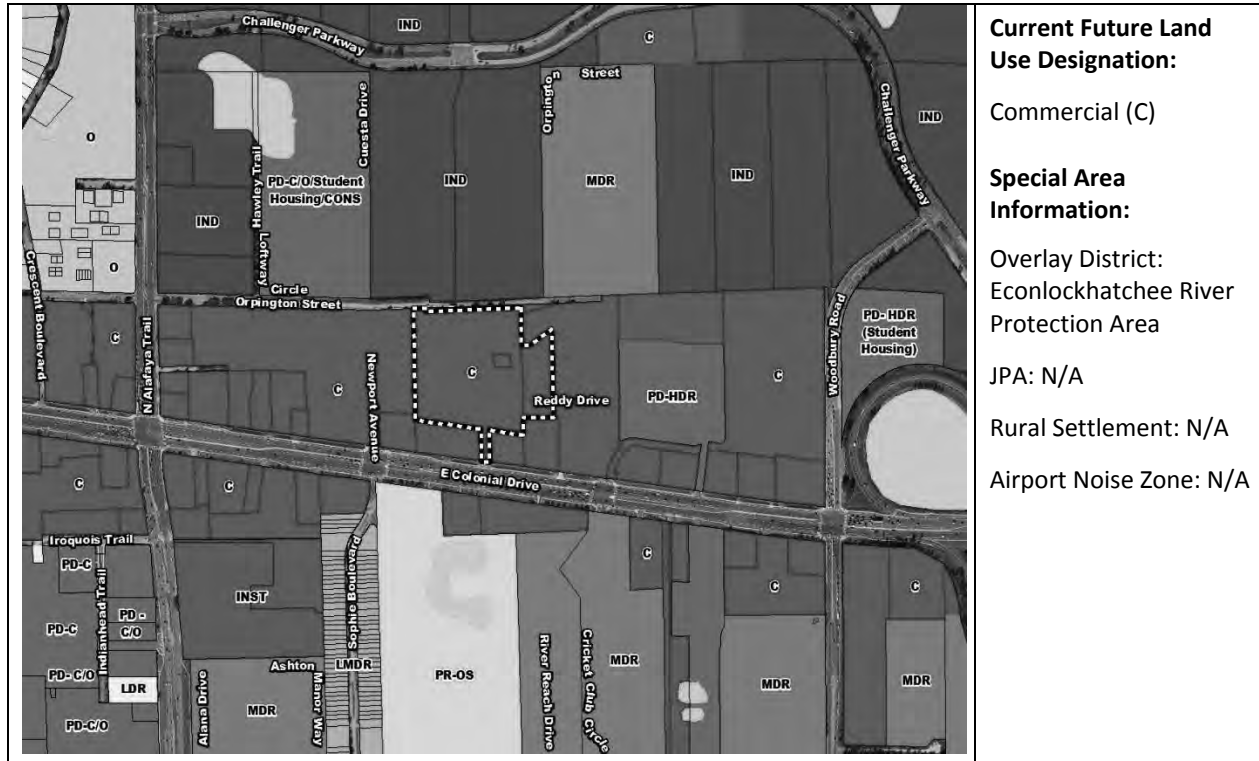 Challenger Parkway
IND
C
Orpington Street
IND
Challenger Parkway
O
Cuesta Drive
Hawley Trail
PD-C/O/Student
Housing/CONS
IND
MDR
IND
IND
Loftway
Circle
O
Orpington Street
Crescent Boulevard
C
N Alafaya Trail
Newport Avenue
C
C
Reddy Drive
PD-HDR
C
Woodbury Road
PD- HDR
(Student
Housing)
E Colonial Drive
C
C
Iroquois Trail
PD-C
Indianhead Trail
PD -
C/O
PD-C
PD- C/O
LDR
PD-C/O
INST
Alana Drive
MDR
Ashton
Manor Way
LMDR
Sophie Boulevard
PR-OS
River Reach Drive
Cricket Club Circle
MDR
C
C
MDR
C
MDR
Current Future Land
Use Designation:
Commercial (C)
Special Area
Information:
Overlay District:
Econlockhatchee River
Protection Area
JPA: N/A
Rural Settlement: N/A
Airport Noise Zone: N/A